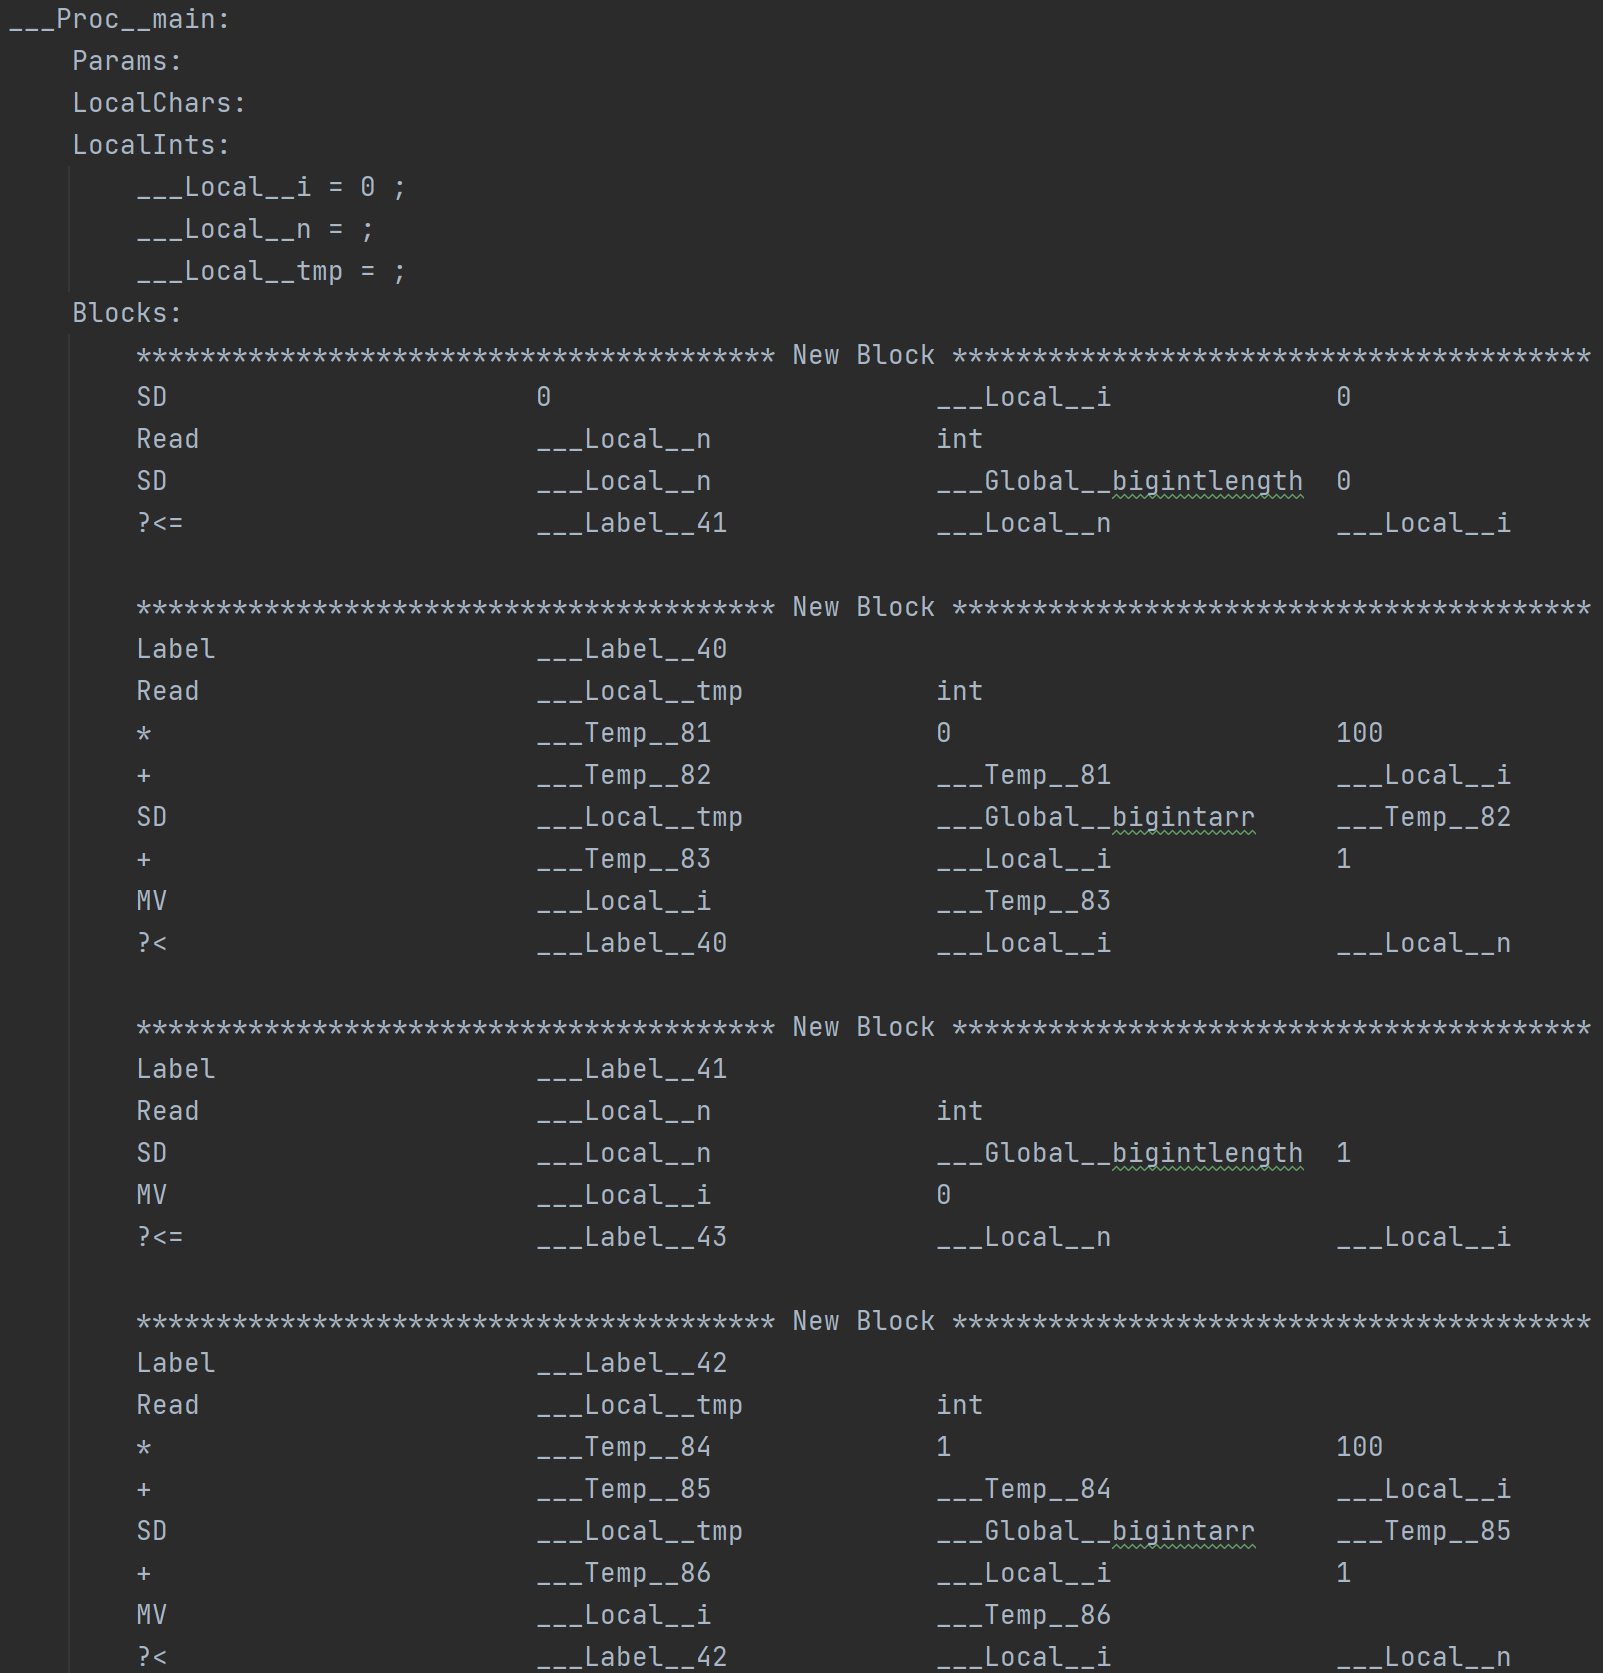 ___Proc__main:
    Params:
    LocalChars:
    LocalInts:
        ___Local__i = 0 ;
        ___Local__n = ;
        ___Local__tmp = ;
    Blocks:
        **************************************** New Block ****************************************
        SD                       0                        ___Local__i              0
        Read                     ___Local__n              int
        SD                       ___Local__n              ___Global__bigintlength  0
        ?<=                      ___Label__41             ___Local__n              ___Local__i

        **************************************** New Block ****************************************
        Label                    ___Label__40
        Read                     ___Local__tmp            int
        *                        ___Temp__81              0                        100
        +                        ___Temp__82              ___Temp__81              ___Local__i
        SD                       ___Local__tmp            ___Global__bigintarr     ___Temp__82
        +                        ___Temp__83              ___Local__i              1
        MV                       ___Local__i              ___Temp__83
        ?<                       ___Label__40             ___Local__i              ___Local__n

        **************************************** New Block ****************************************
        Label                    ___Label__41
        Read                     ___Local__n              int
        SD                       ___Local__n              ___Global__bigintlength  1
        MV                       ___Local__i              0
        ?<=                      ___Label__43             ___Local__n              ___Local__i

        **************************************** New Block ****************************************
        Label                    ___Label__42
        Read                     ___Local__tmp            int
        *                        ___Temp__84              1                        100
        +                        ___Temp__85              ___Temp__84              ___Local__i
        SD                       ___Local__tmp            ___Global__bigintarr     ___Temp__85
        +                        ___Temp__86              ___Local__i              1
        MV                       ___Local__i              ___Temp__86
        ?<                       ___Label__42             ___Local__i              ___Local__n